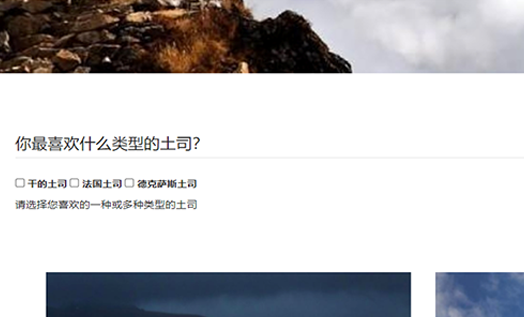 你最喜欢什么类型的土司?
干的土司 法国土司 德克萨斯土司
请选择您喜欢的一种或多种类型的土司